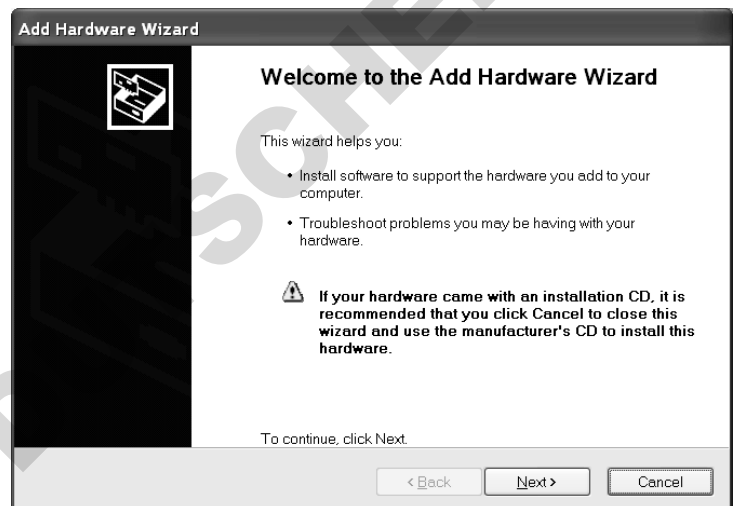 Add Hardware Wizard
Welcome to the Add Hardware Wizard
This wizard helps you:
• Install software to support the hardware you add to your
computer.
• Troubleshoot problems you may be having with your
hardware.
If your hardware came with an installation CD, it is
recommended that you click Cancel to close this
wizard and use the manufacturer's CD to install this
hardware.
To continue, click Next.
< Back Next > Cancel